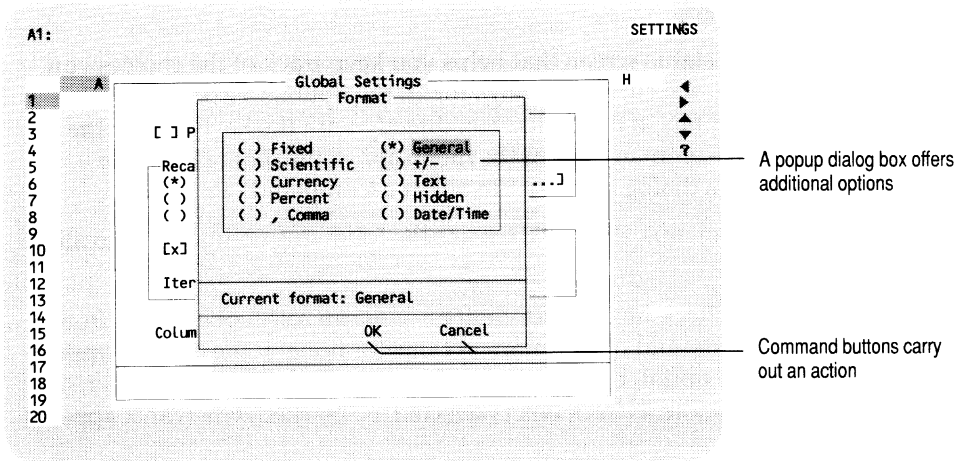 A1: SETTINGS
A Global Settings H
1 Format
2
3 [ ] P
4 ( ) Fixed (*) General ?
5 Reca ( ) Scientific ( ) +/-
6 (*) ( ) Currency ( ) Text ...]
7 ( ) ( ) Percent ( ) Hidden
8 ( ) ( ) , Comma ( ) Date/Time
9
10 [x]
11
12 Iter
13 Current format: General
14
15 Colum OK Cancel
16
17
18
19
20
A popup dialog box offers
additional options
Command buttons carry
out an action